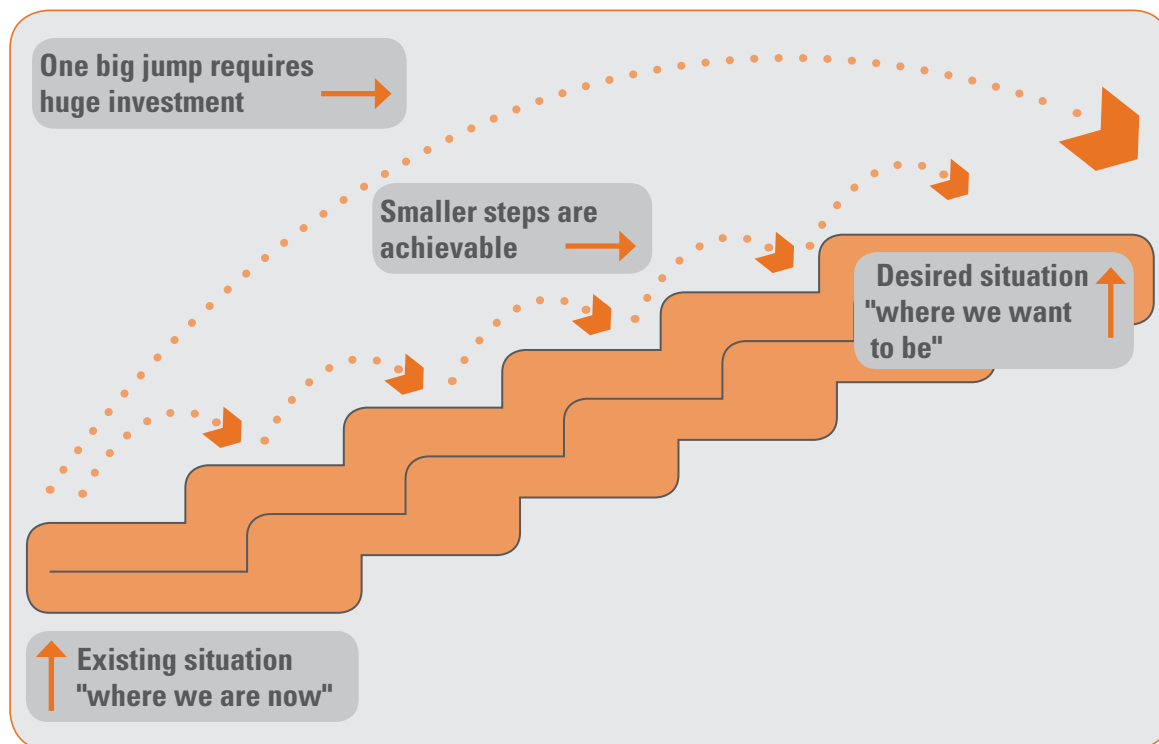 One big jump requires
huge investment
Smaller steps are
achievable
Desired situation
"where we want
to be"
Existing situation
"where we are now"